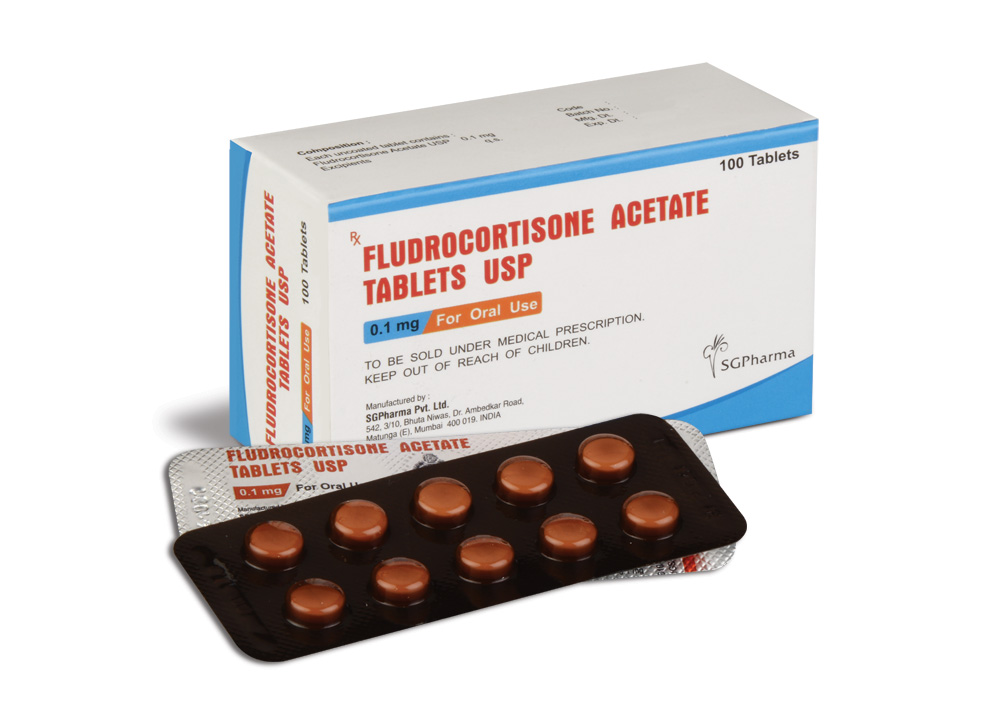 Composition :
Each uncoated tablet contains :
Fludrocortisone Acetate USP 0.1 mg
Excipients q.s.
Code :
Batch No. :
Mfg. Dt. :
Exp. Dt. :
100 Tablets
Rx
FLUDROCORTISONE ACETATE
TABLETS USP
0.1 mg For Oral Use
TO BE SOLD UNDER MEDICAL PRESCRIPTION.
KEEP OUT OF REACH OF CHILDREN.
Manufactured by :
SGPharma Pvt. Ltd.
542, 3/10, Bhuta Niwas, Dr. Ambedkar Road,
Matunga (E), Mumbai 400 019. INDIA
SGPharma
FLUDROCORTISONE ACETATE
TABLETS USP
100 Tablets
mg For Oral Use
FLUDROCORTISONE ACETATE
TABLETS USP
0.1 mg For Oral U